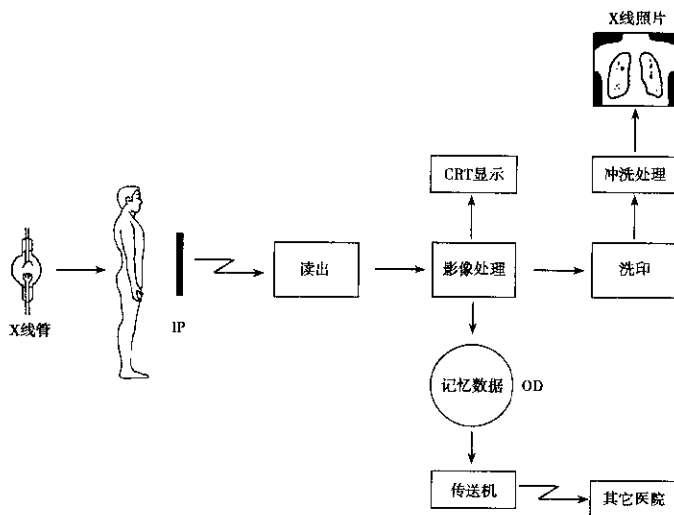 X线照片
CRT显示
冲洗处理
读出
影像处理
洗印
X线管
IP
记忆数据
OD
传送机
其它医院